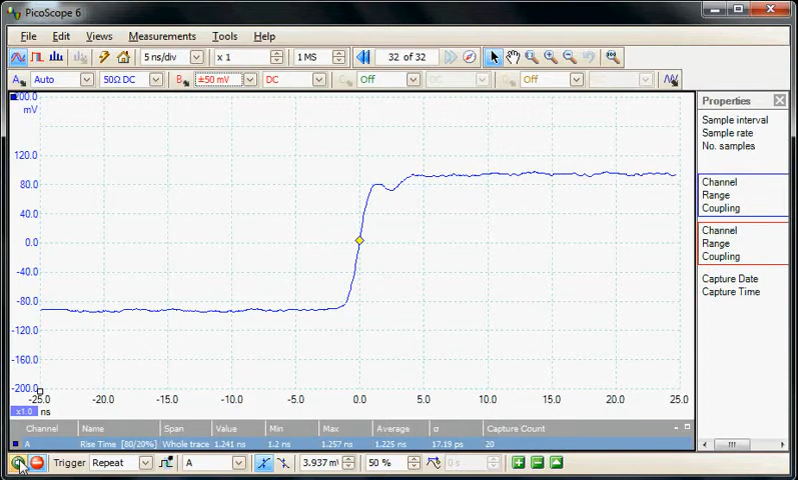 PicoScope 6
File Edit Views Measurements Tools Help
5 ns/div x 1 1 MS 32 of 32
A Auto 50Ω DC B ±50 mV DC C Off Off
200.0
mV
120.0
80.0
40.0
0.0
-40.0
-80.0
-120.0
-160.0
-200.0
-25.0 -20.0 -15.0 -10.0 -5.0 0.0 5.0 10.0 15.0 20.0 25.0
x1.0 ns
Channel Name Span Value Min Max Average σ Capture Count
A Rise Time [80/20%] Whole trace 1.241 ns 1.2 ns 1.257 ns 1.225 ns 17.19 ps 20
Trigger Repeat A 3.937 m 50 % 0 s
Properties
Sample interval
Sample rate
No. samples
Channel
Range
Coupling
Channel
Range
Coupling
Capture Date
Capture Time